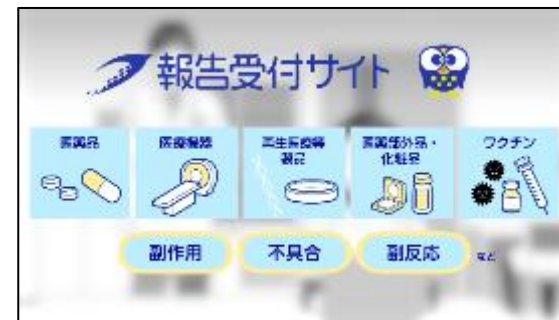 報告受付サイト
医薬品
医療機器
再生医療等
製品
医薬部外品・
化粧品
ワクチン
副作用
不具合
副反応
など